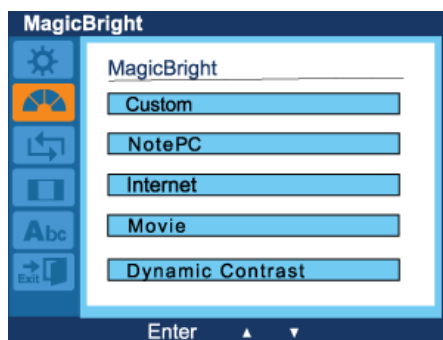 MagicBright
MagicBright
Custom
NotePC
Internet
Movie
Abc
Dynamic Contrast
Exit
Enter ▲ ▼